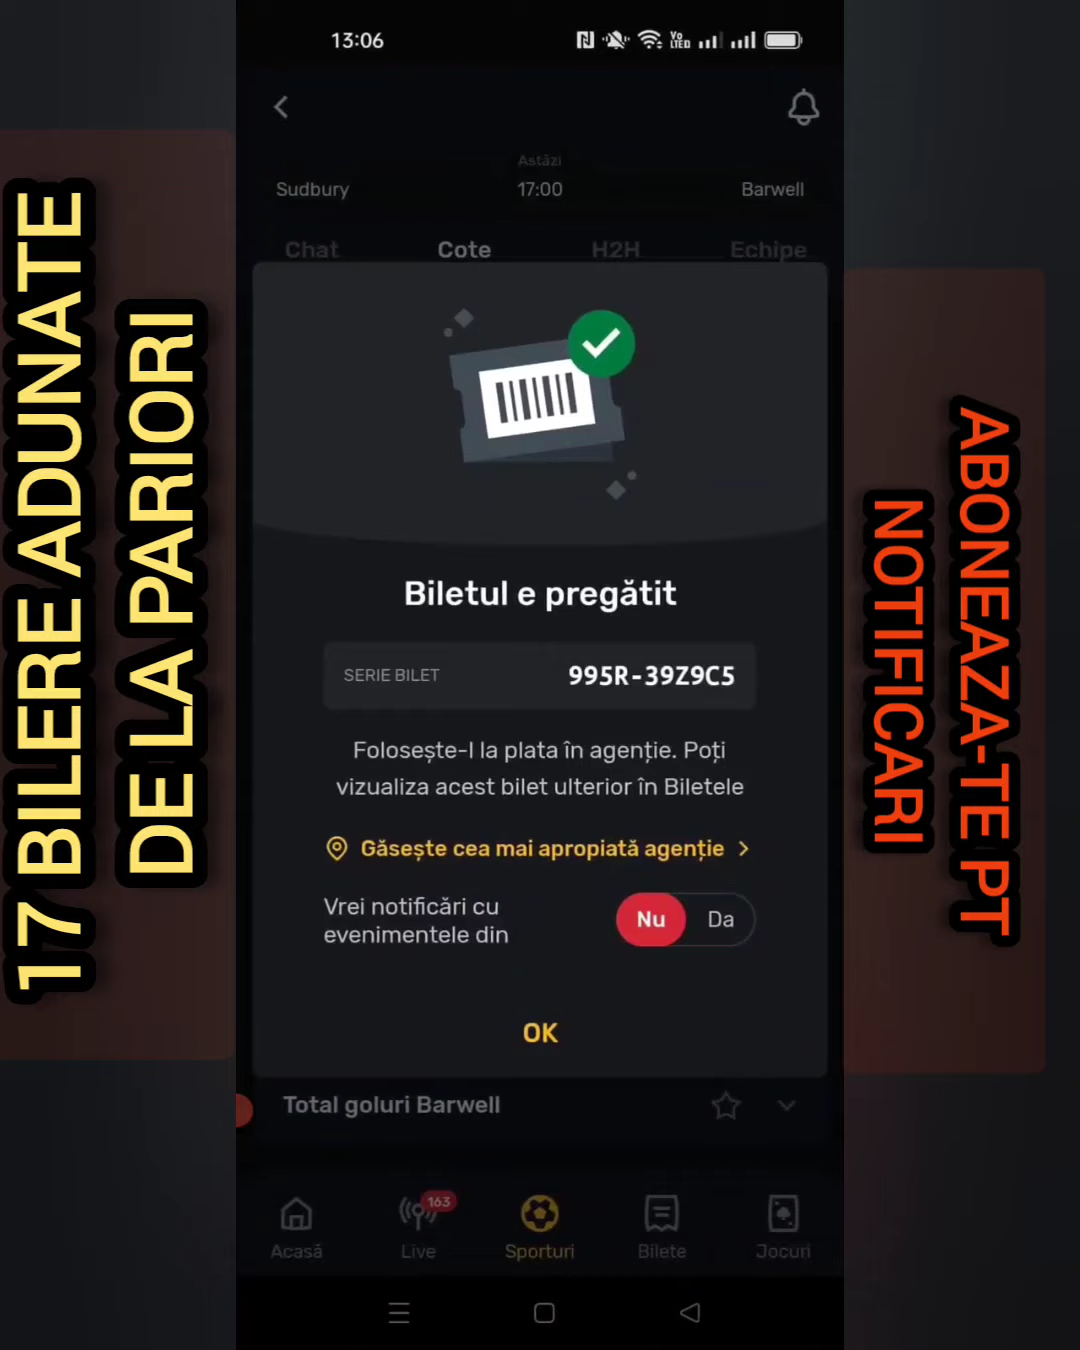 17 BILERE ADUNATE
DE LA PARIORI
13:06
Vo
LTED
Astăzi
Sudbury
17:00
Barwell
Chat
Cote
H2H
Echipe
Biletul e pregătit
SERIE BILET
995R-39Z9C5
Folosește-l la plata în agenție. Poți
vizualiza acest bilet ulterior în Biletele
Găsește cea mai apropiată agenție
Vrei notificări cu
evenimentele din
Nu
Da
OK
Total goluri Barwell
163
Acasă
Live
Sporturi
Bilete
Jocuri
ABONEAZA-TE PT
NOTIFICARI